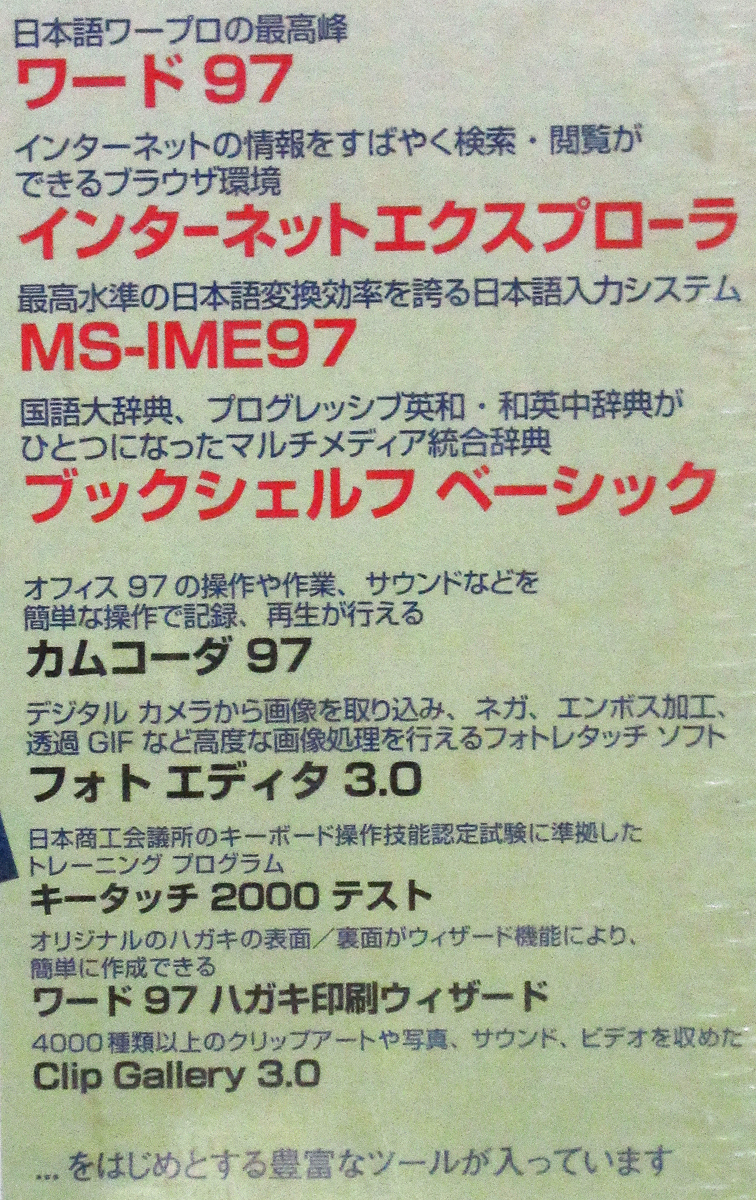 日本語ワープロの最高峰
ワード 97
インターネットの情報をすばやく検索・閲覧が
できるブラウザ環境
インターネットエクスプローラ
最高水準の日本語変換効率を誇る日本語入力システム
MS-IME97
国語大辞典、プログレッシブ英和・和英中辞典が
ひとつになったマルチメディア統合辞典
ブックシェルフ ベーシック
オフィス 97 の操作や作業、サウンドなどを
簡単な操作で記録、再生が行える
カムコーダ 97
デジタル カメラから画像を取り込み、ネガ、エンボス加工、
透過 GIF など高度な画像処理を行えるフォトレタッチ ソフト
フォト エディタ 3.0
日本商工会議所のキーボード操作技能認定試験に準拠した
トレーニング プログラム
キータッチ 2000 テスト
オリジナルのハガキの表面／裏面がウィザード機能により、
簡単に作成できる
ワード 97 ハガキ印刷ウィザード
4000種類以上のクリップアートや写真、サウンド、ビデオを収めた
Clip Gallery 3.0
...をはじめとする豊富なツールが入っています